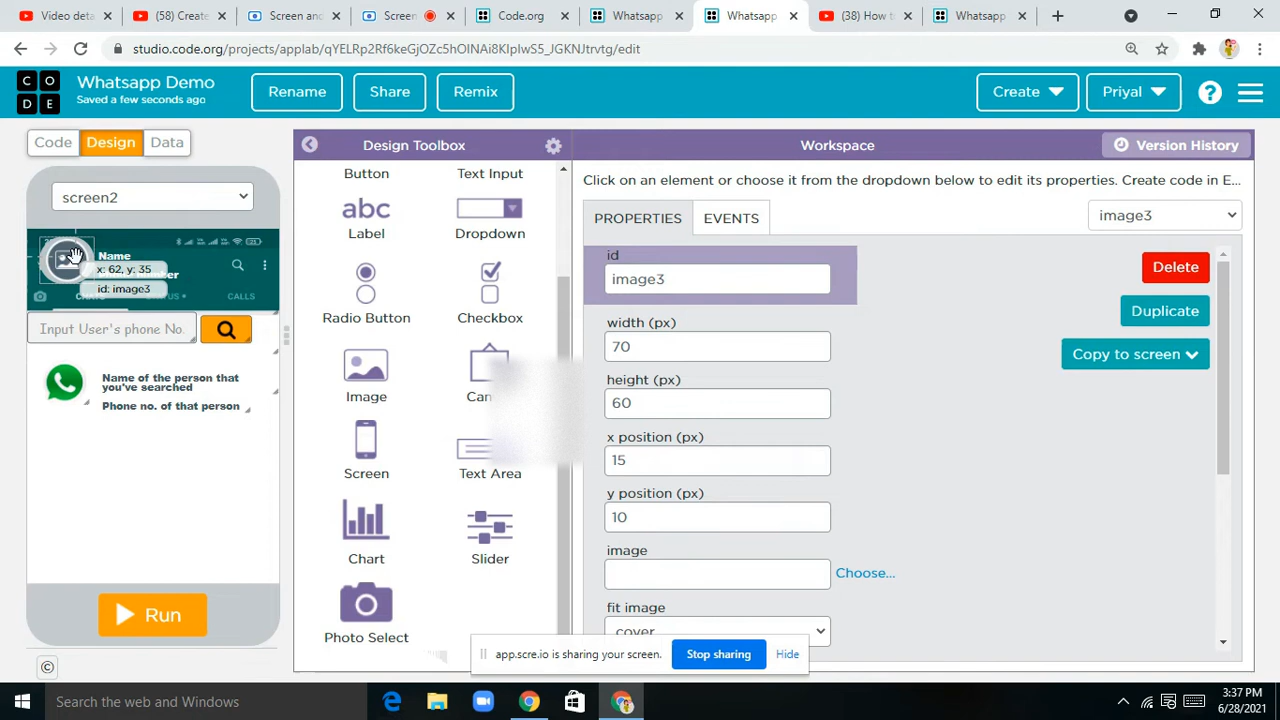 Video deta
(58) Create
Screen and
Screen
Code.org
Whatsapp
Whatsapp
(38) How to
Whatsapp
studio.code.org/projects/applab/qYELRp2Rf6keGjOZc5hOlNAi8KIpIwS5_JGKNJtrvtg/edit
C O D E
Whatsapp Demo
Saved a few seconds ago
Rename
Share
Remix
Create
Priyal
?
Code
Design
Data
Design Toolbox
Workspace
Version History
screen2
Click on an element or choose it from the dropdown below to edit its properties. Create code in E...
PROPERTIES
EVENTS
image3
Button
Text Input
abc
Label
Dropdown
Radio Button
Checkbox
Image
Can
Screen
Text Area
Chart
Slider
Photo Select
Name
x: 62, y: 35
id: image3
CALLS
Input User's phone No.
Name of the person that
you've searched
Phone no. of that person
Run
©
id
image3
width (px)
70
height (px)
60
x position (px)
15
y position (px)
10
image
Choose...
fit image
cover
Delete
Duplicate
Copy to screen
app.scre.io is sharing your screen.
Stop sharing
Hide
Search the web and Windows
3:37 PM
6/28/2021